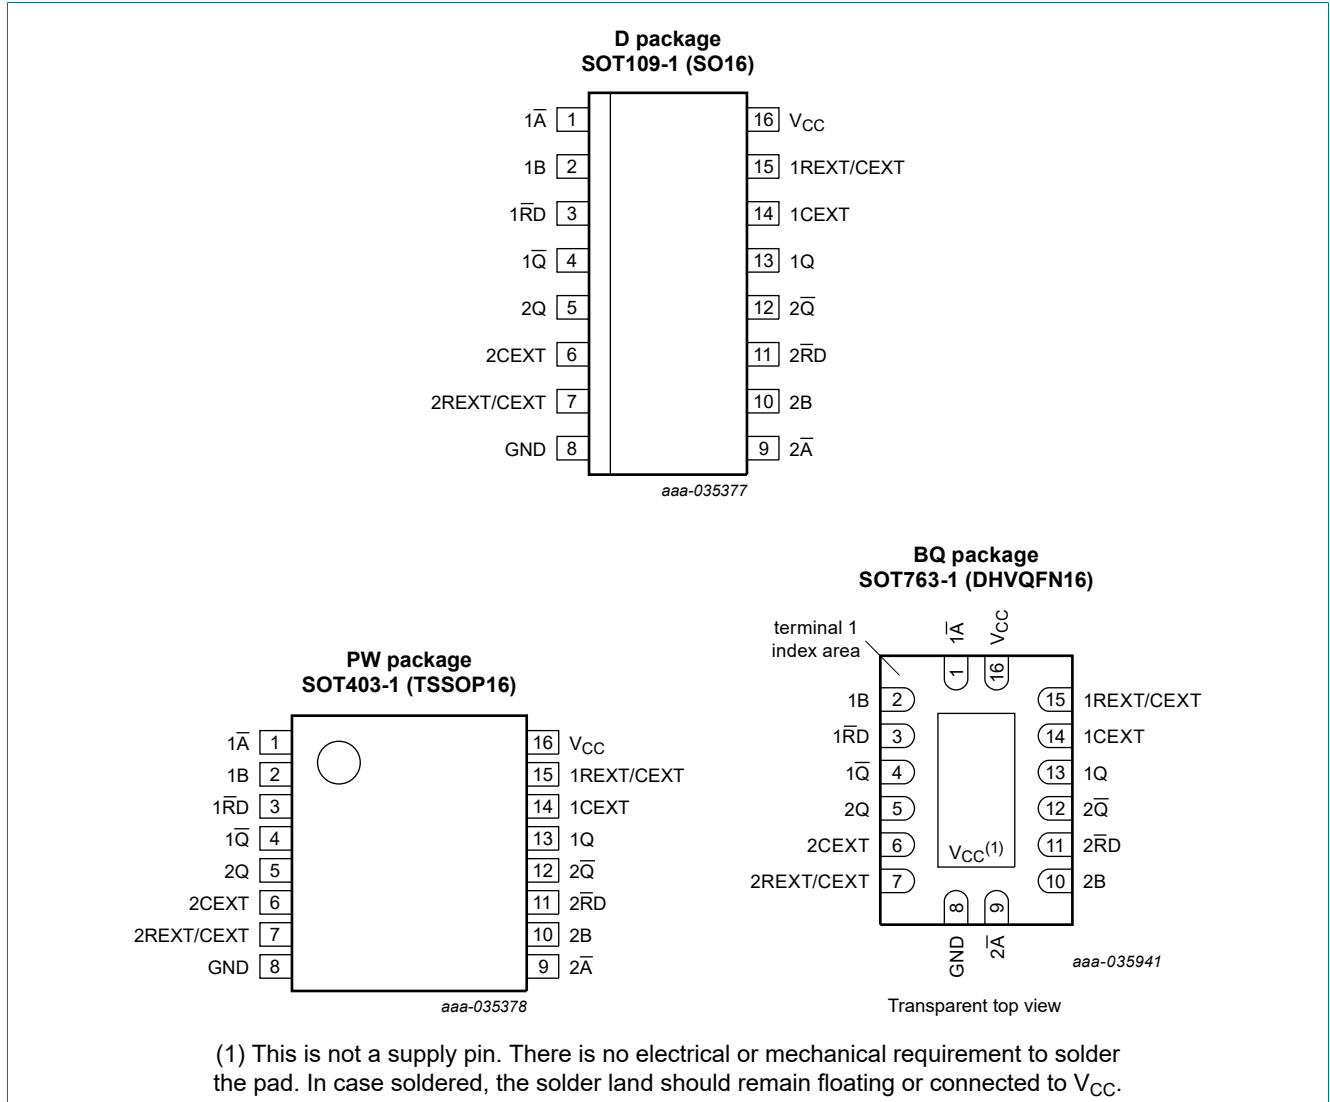 D package
SOT109-1 (SO16)
1A̅ 1
16 VCC
1B 2
15 1REXT/CEXT
1R̅D 3
14 1CEXT
1Q̅ 4
13 1Q
2Q 5
12 2Q̅
2CEXT 6
11 2R̅D
2REXT/CEXT 7
10 2B
GND 8
9 2A̅
aaa-035377
PW package
SOT403-1 (TSSOP16)
1A̅ 1
16 VCC
1B 2
15 1REXT/CEXT
1R̅D 3
14 1CEXT
1Q̅ 4
13 1Q
2Q 5
12 2Q̅
2CEXT 6
11 2R̅D
2REXT/CEXT 7
10 2B
GND 8
9 2A̅
aaa-035378
BQ package
SOT763-1 (DHVQFN16)
terminal 1
index area
1A̅ 1
16 VCC
1B 2
15 1REXT/CEXT
1R̅D 3
14 1CEXT
1Q̅ 4
13 1Q
2Q 5
12 2Q̅
2CEXT 6
11 2R̅D
2REXT/CEXT 7
10 2B
VCC(1)
GND 8
9 2A̅
aaa-035941
Transparent top view
(1) This is not a supply pin. There is no electrical or mechanical requirement to solder
the pad. In case soldered, the solder land should remain floating or connected to VCC.